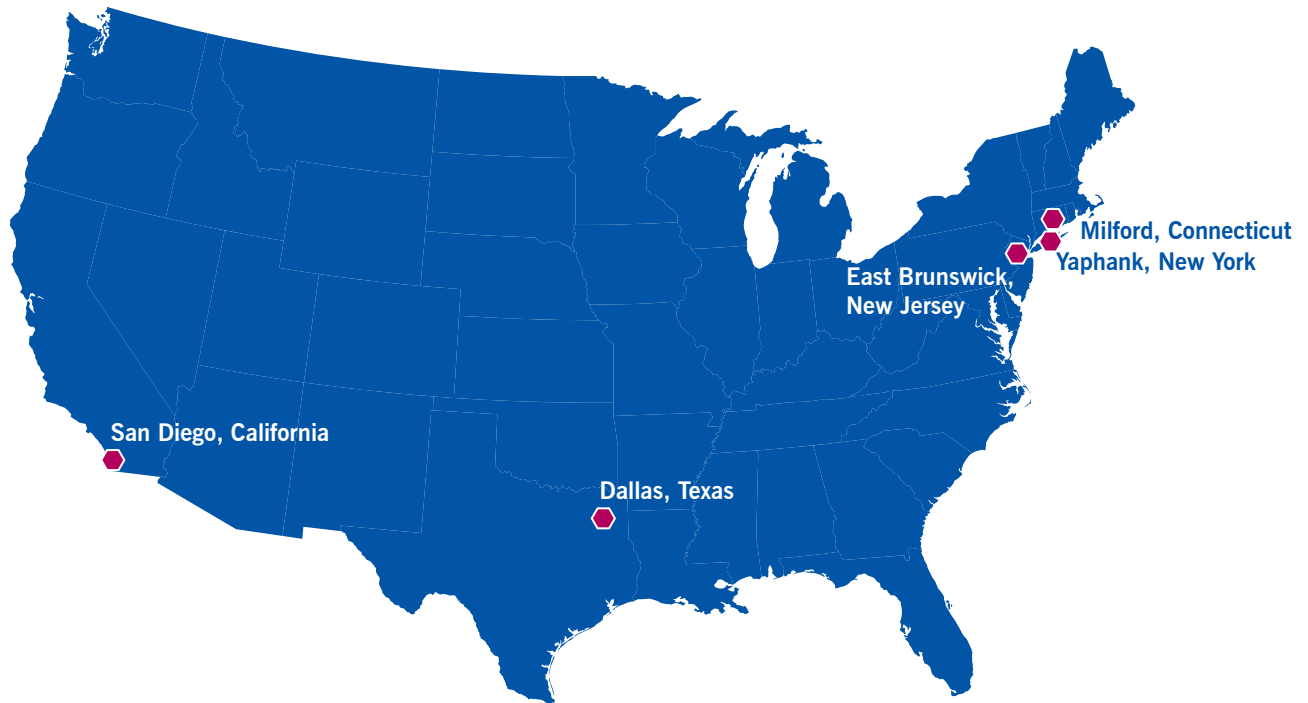 Milford, Connecticut
Yaphank, New York
East Brunswick,
New Jersey
San Diego, California
Dallas, Texas